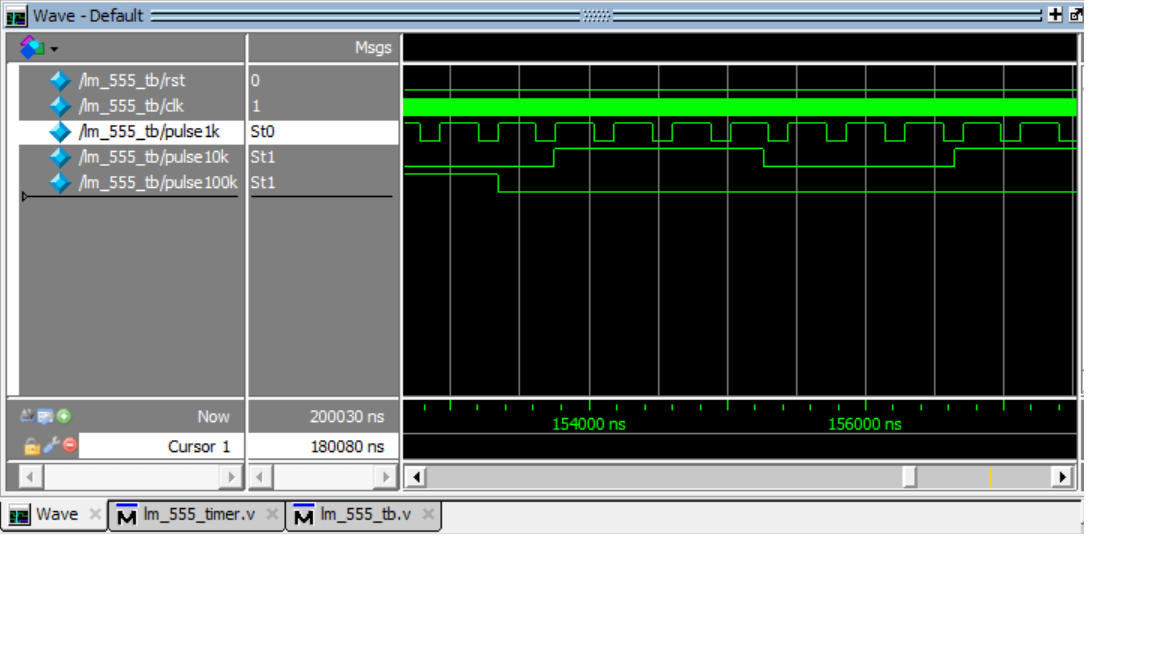 Wave - Default
Msgs
/lm_555_tb/rst 0
/lm_555_tb/clk 1
/lm_555_tb/pulse1k St0
/lm_555_tb/pulse10k St1
/lm_555_tb/pulse100k St1
Now 200030 ns
154000 ns 156000 ns
Cursor 1 180080 ns
Wave lm_555_timer.v lm_555_tb.v